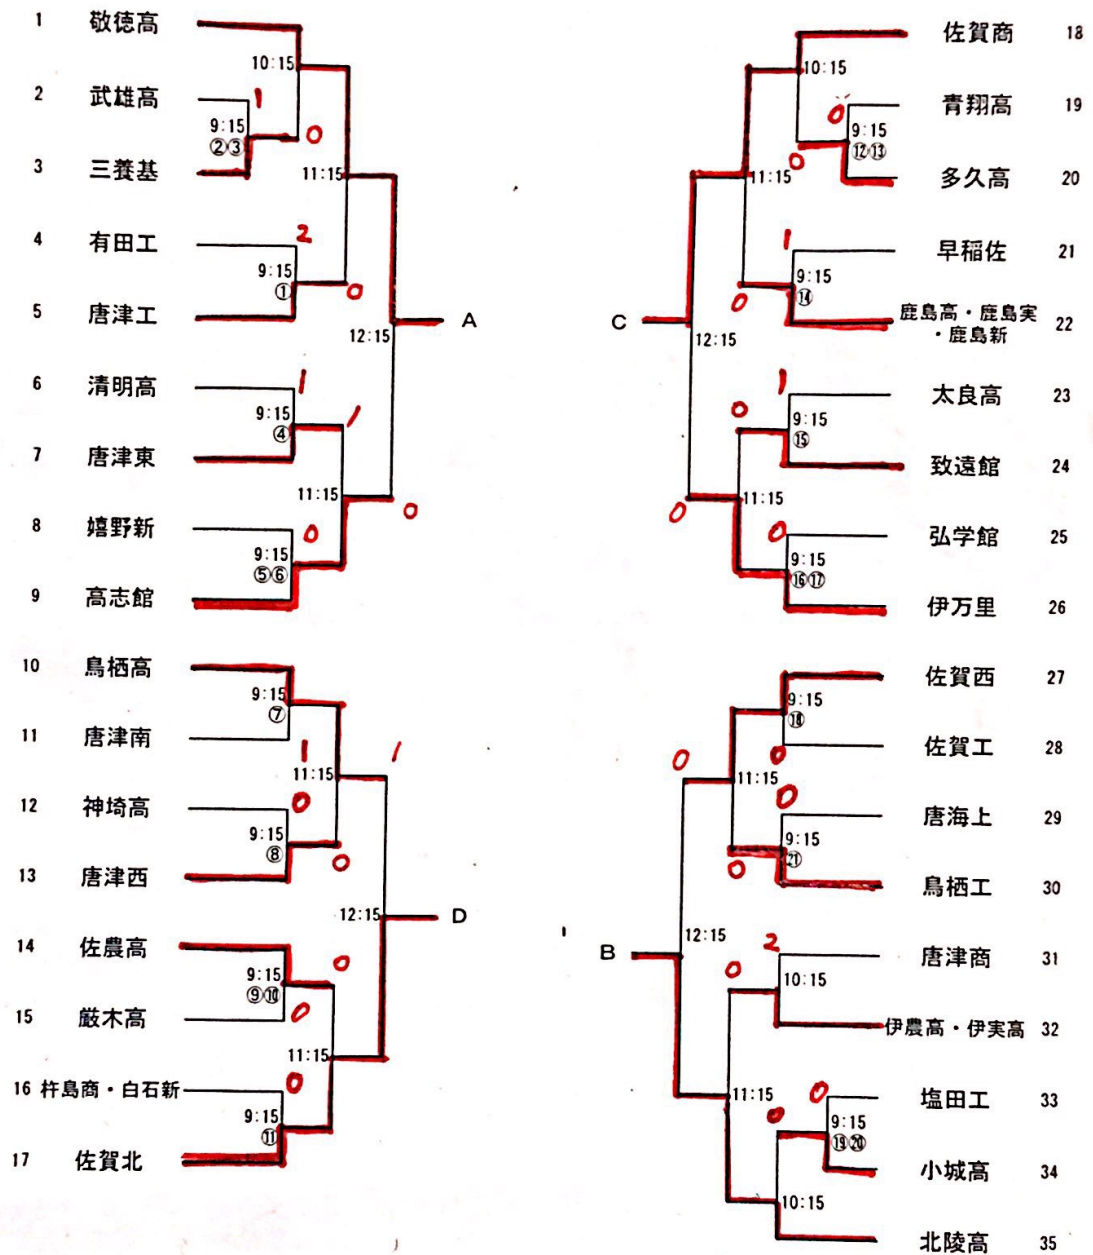 1 敬徳高
10:15
2 武雄高 1
9:15
②③ 0
3 三養基
11:15
4 有田工 2
9:15
① 0
5 唐津工
A
12:15
6 清明高 1
9:15 1
④
7 唐津東
11:15
0
8 嬉野新 0
9:15
⑤⑥
9 高志館
10 鳥栖高
9:15
⑦
11 唐津南 1 1
11:15
12 神埼高 0
9:15
⑧ 0
13 唐津西
12:15 D
14 佐農高 0
9:15
⑨⑩ 0
15 厳木高
11:15
16 杵島商・白石新 0
9:15
⑪
17 佐賀北
佐賀商 18
10:15
0 青翔高 19
9:15
0 ⑫⑬
11:15
多久高 20
1 早稲佐 21
9:15
0 ⑭
鹿島高・鹿島実 22
・鹿島新
C
12:15
1 太良高 23
0 9:15
⑮
致遠館 24
11:15
0
0 弘学館 25
9:15
⑯⑰
伊万里 26
佐賀西 27
9:15
⑱
0 0 佐賀工 28
11:15
0 唐海上 29
9:15
0 ㉑
鳥栖工 30
12:15
B
2 唐津商 31
0 10:15
伊農高・伊実高 32
11:15
0 塩田工 33
0 9:15
⑲⑳
小城高 34
10:15
北陵高 35